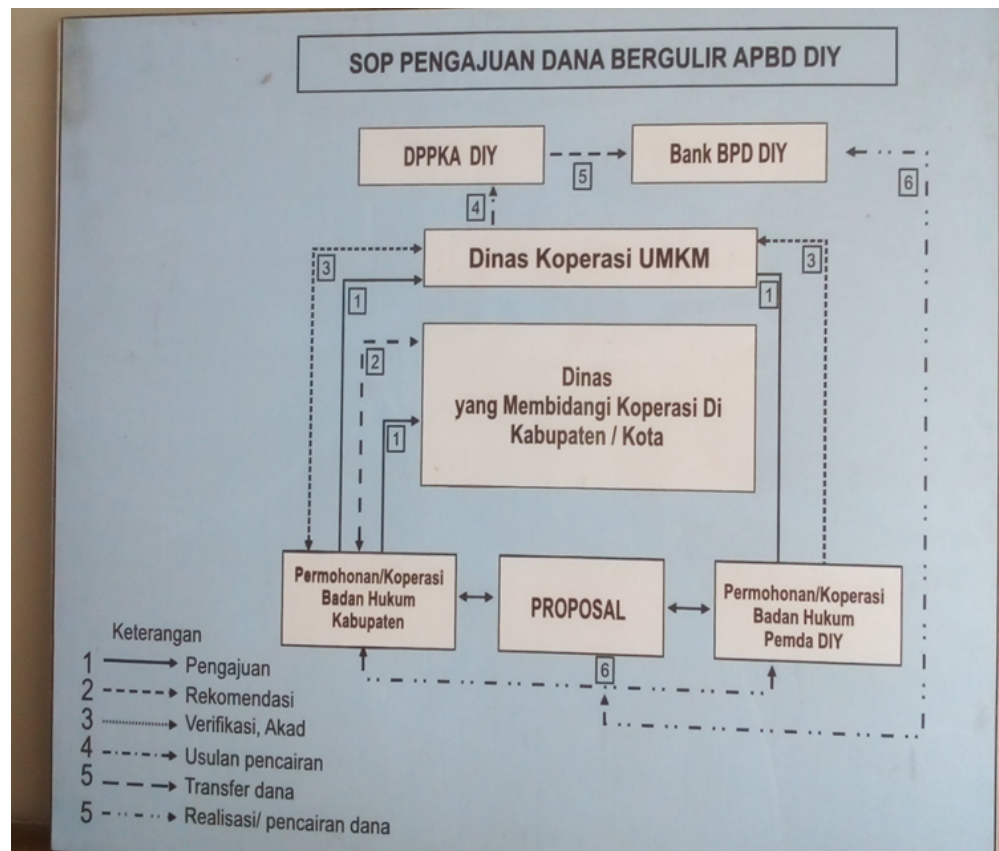 SOP PENGAJUAN DANA BERGULIR APBD DIY
DPPKA DIY
5
Bank BPD DIY
6
4
Dinas Koperasi UMKM
3
1
1
3
2
Dinas
yang Membidangi Koperasi Di
Kabupaten / Kota
1
Permohonan/Koperasi
Badan Hukum
Kabupaten
PROPOSAL
Permohonan/Koperasi
Badan Hukum
Pemda DIY
6
Keterangan
1 Pengajuan
2 Rekomendasi
3 Verifikasi, Akad
4 Usulan pencairan
5 Transfer dana
5 Realisasi/ pencairan dana